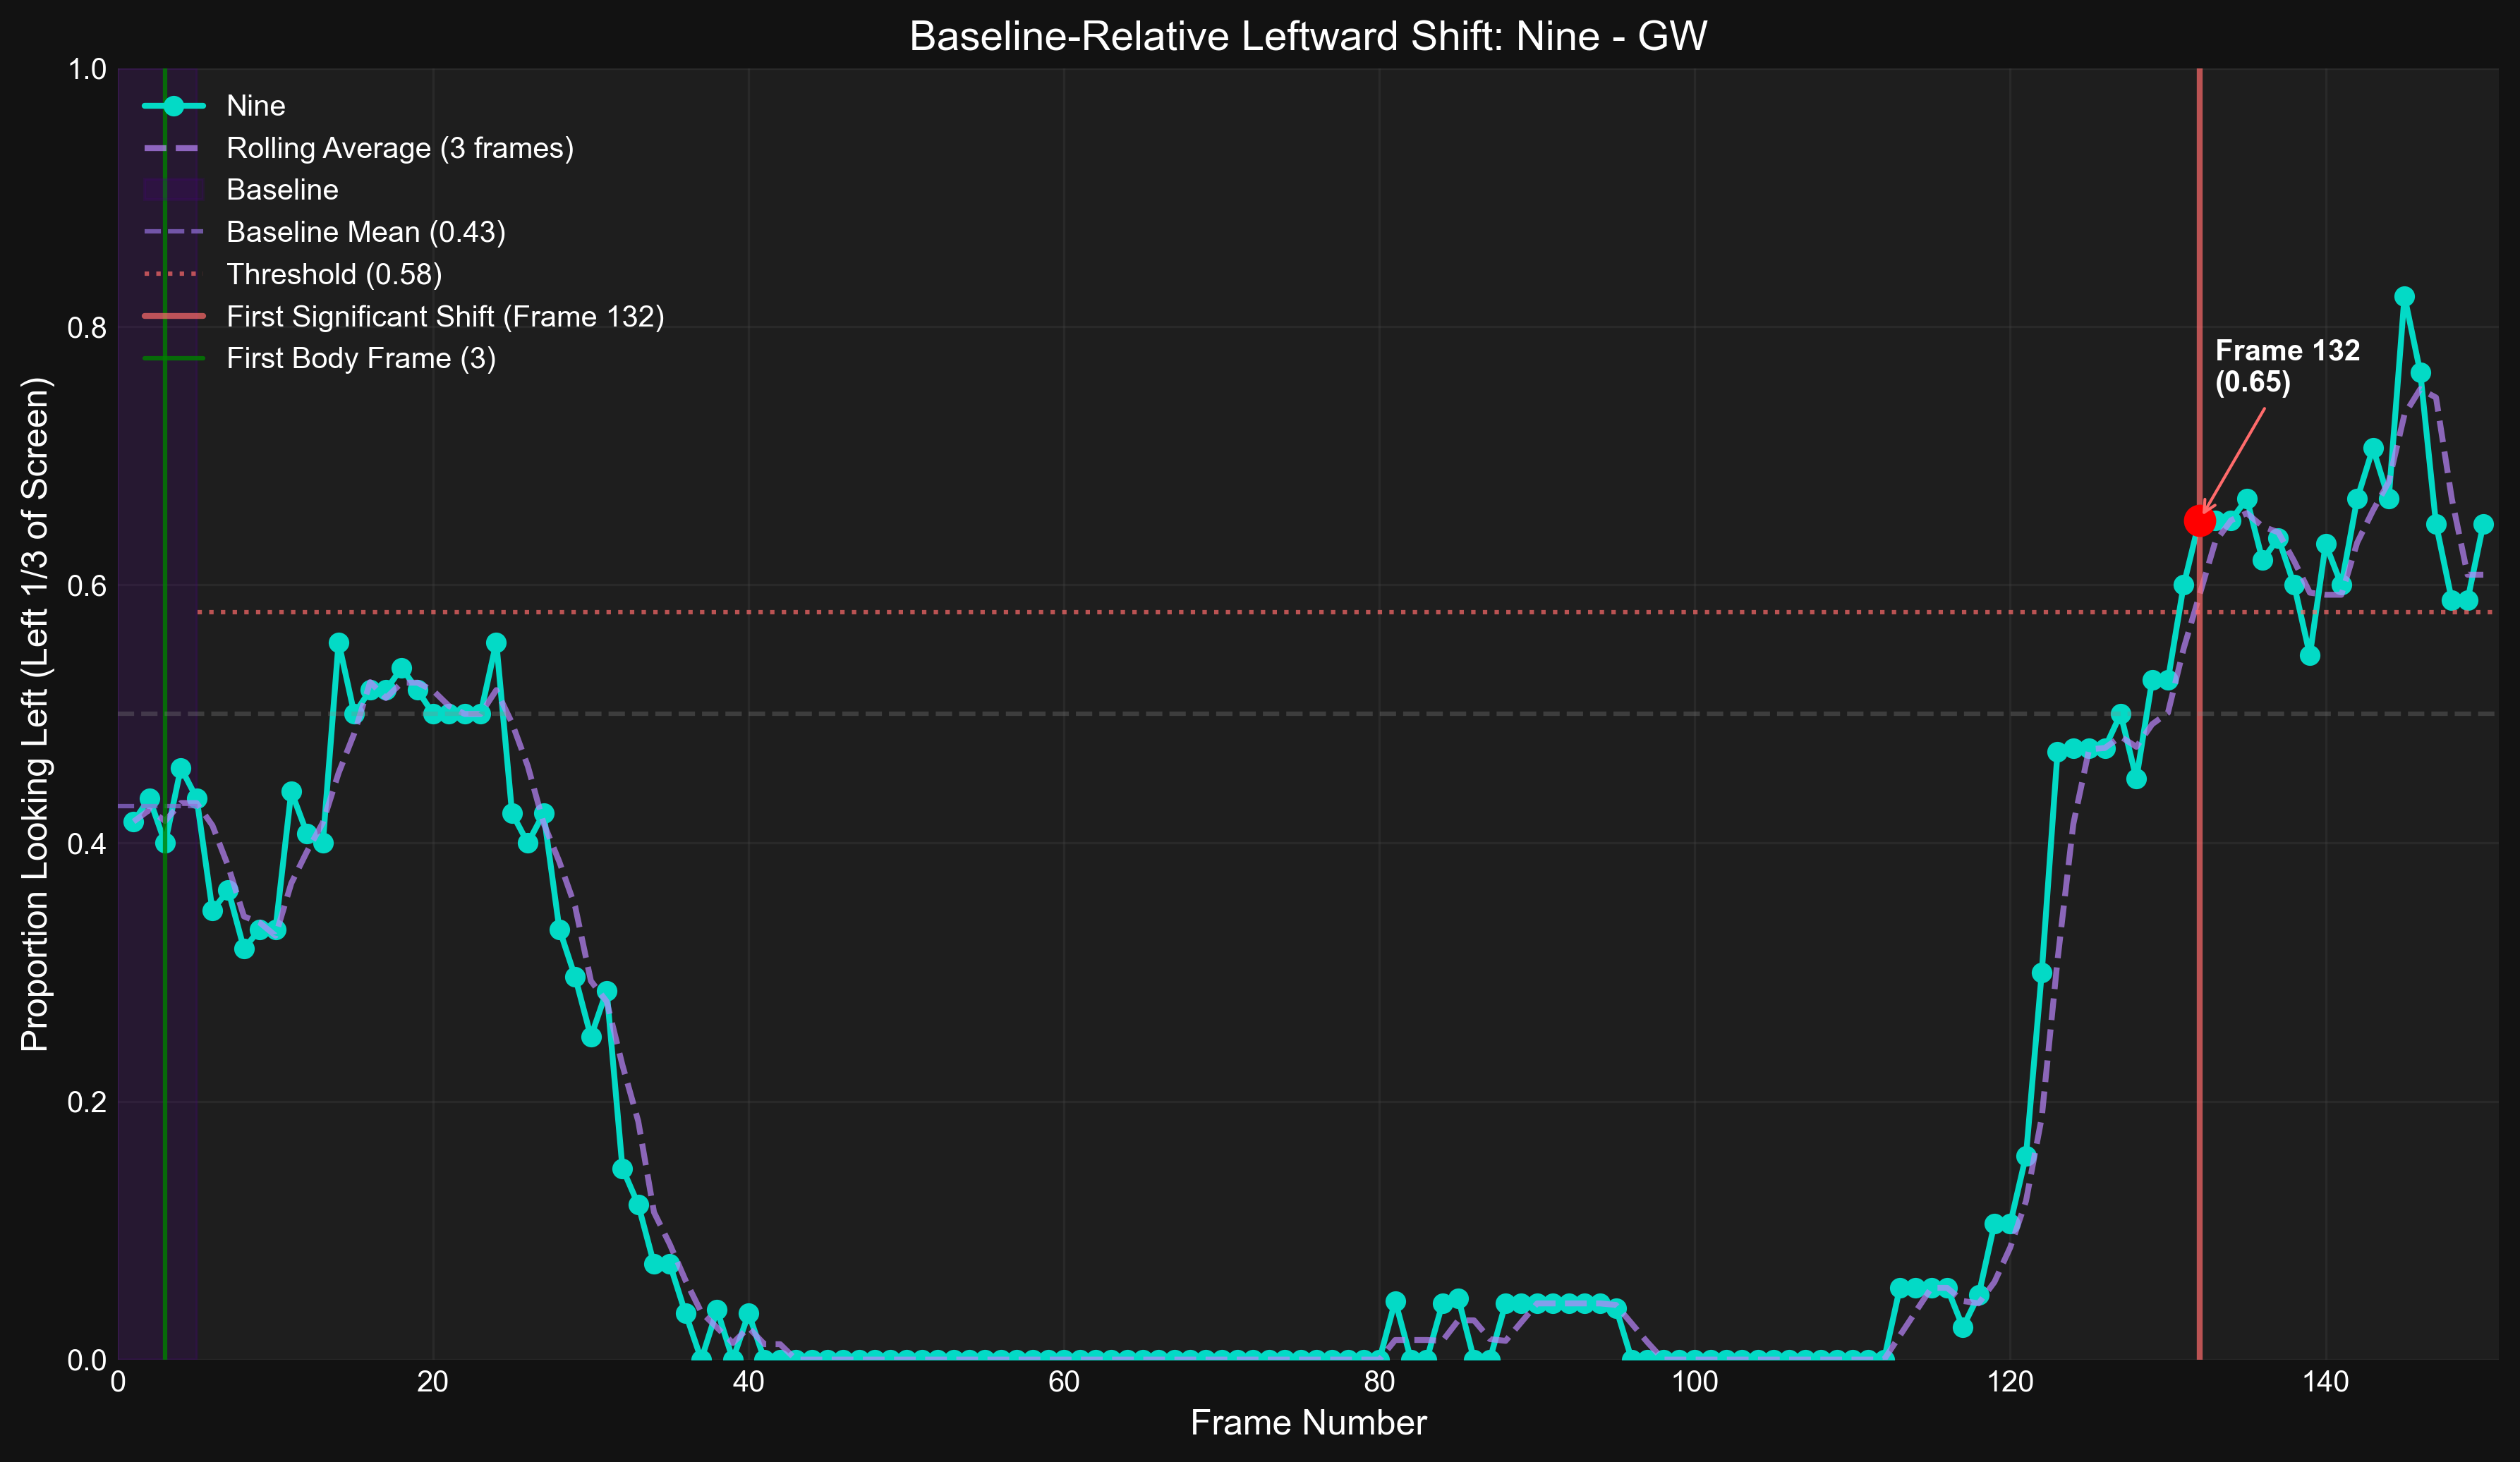 Baseline-Relative Leftward Shift: Nine - GW
1.0
0.8
0.6
0.4
0.2
0.0
Proportion Looking Left (Left 1/3 of Screen)
Nine
Rolling Average (3 frames)
Baseline
Baseline Mean (0.43)
Threshold (0.58)
First Significant Shift (Frame 132)
First Body Frame (3)
Frame 132
(0.65)
0 20 40 60 80 100 120 140
Frame Number